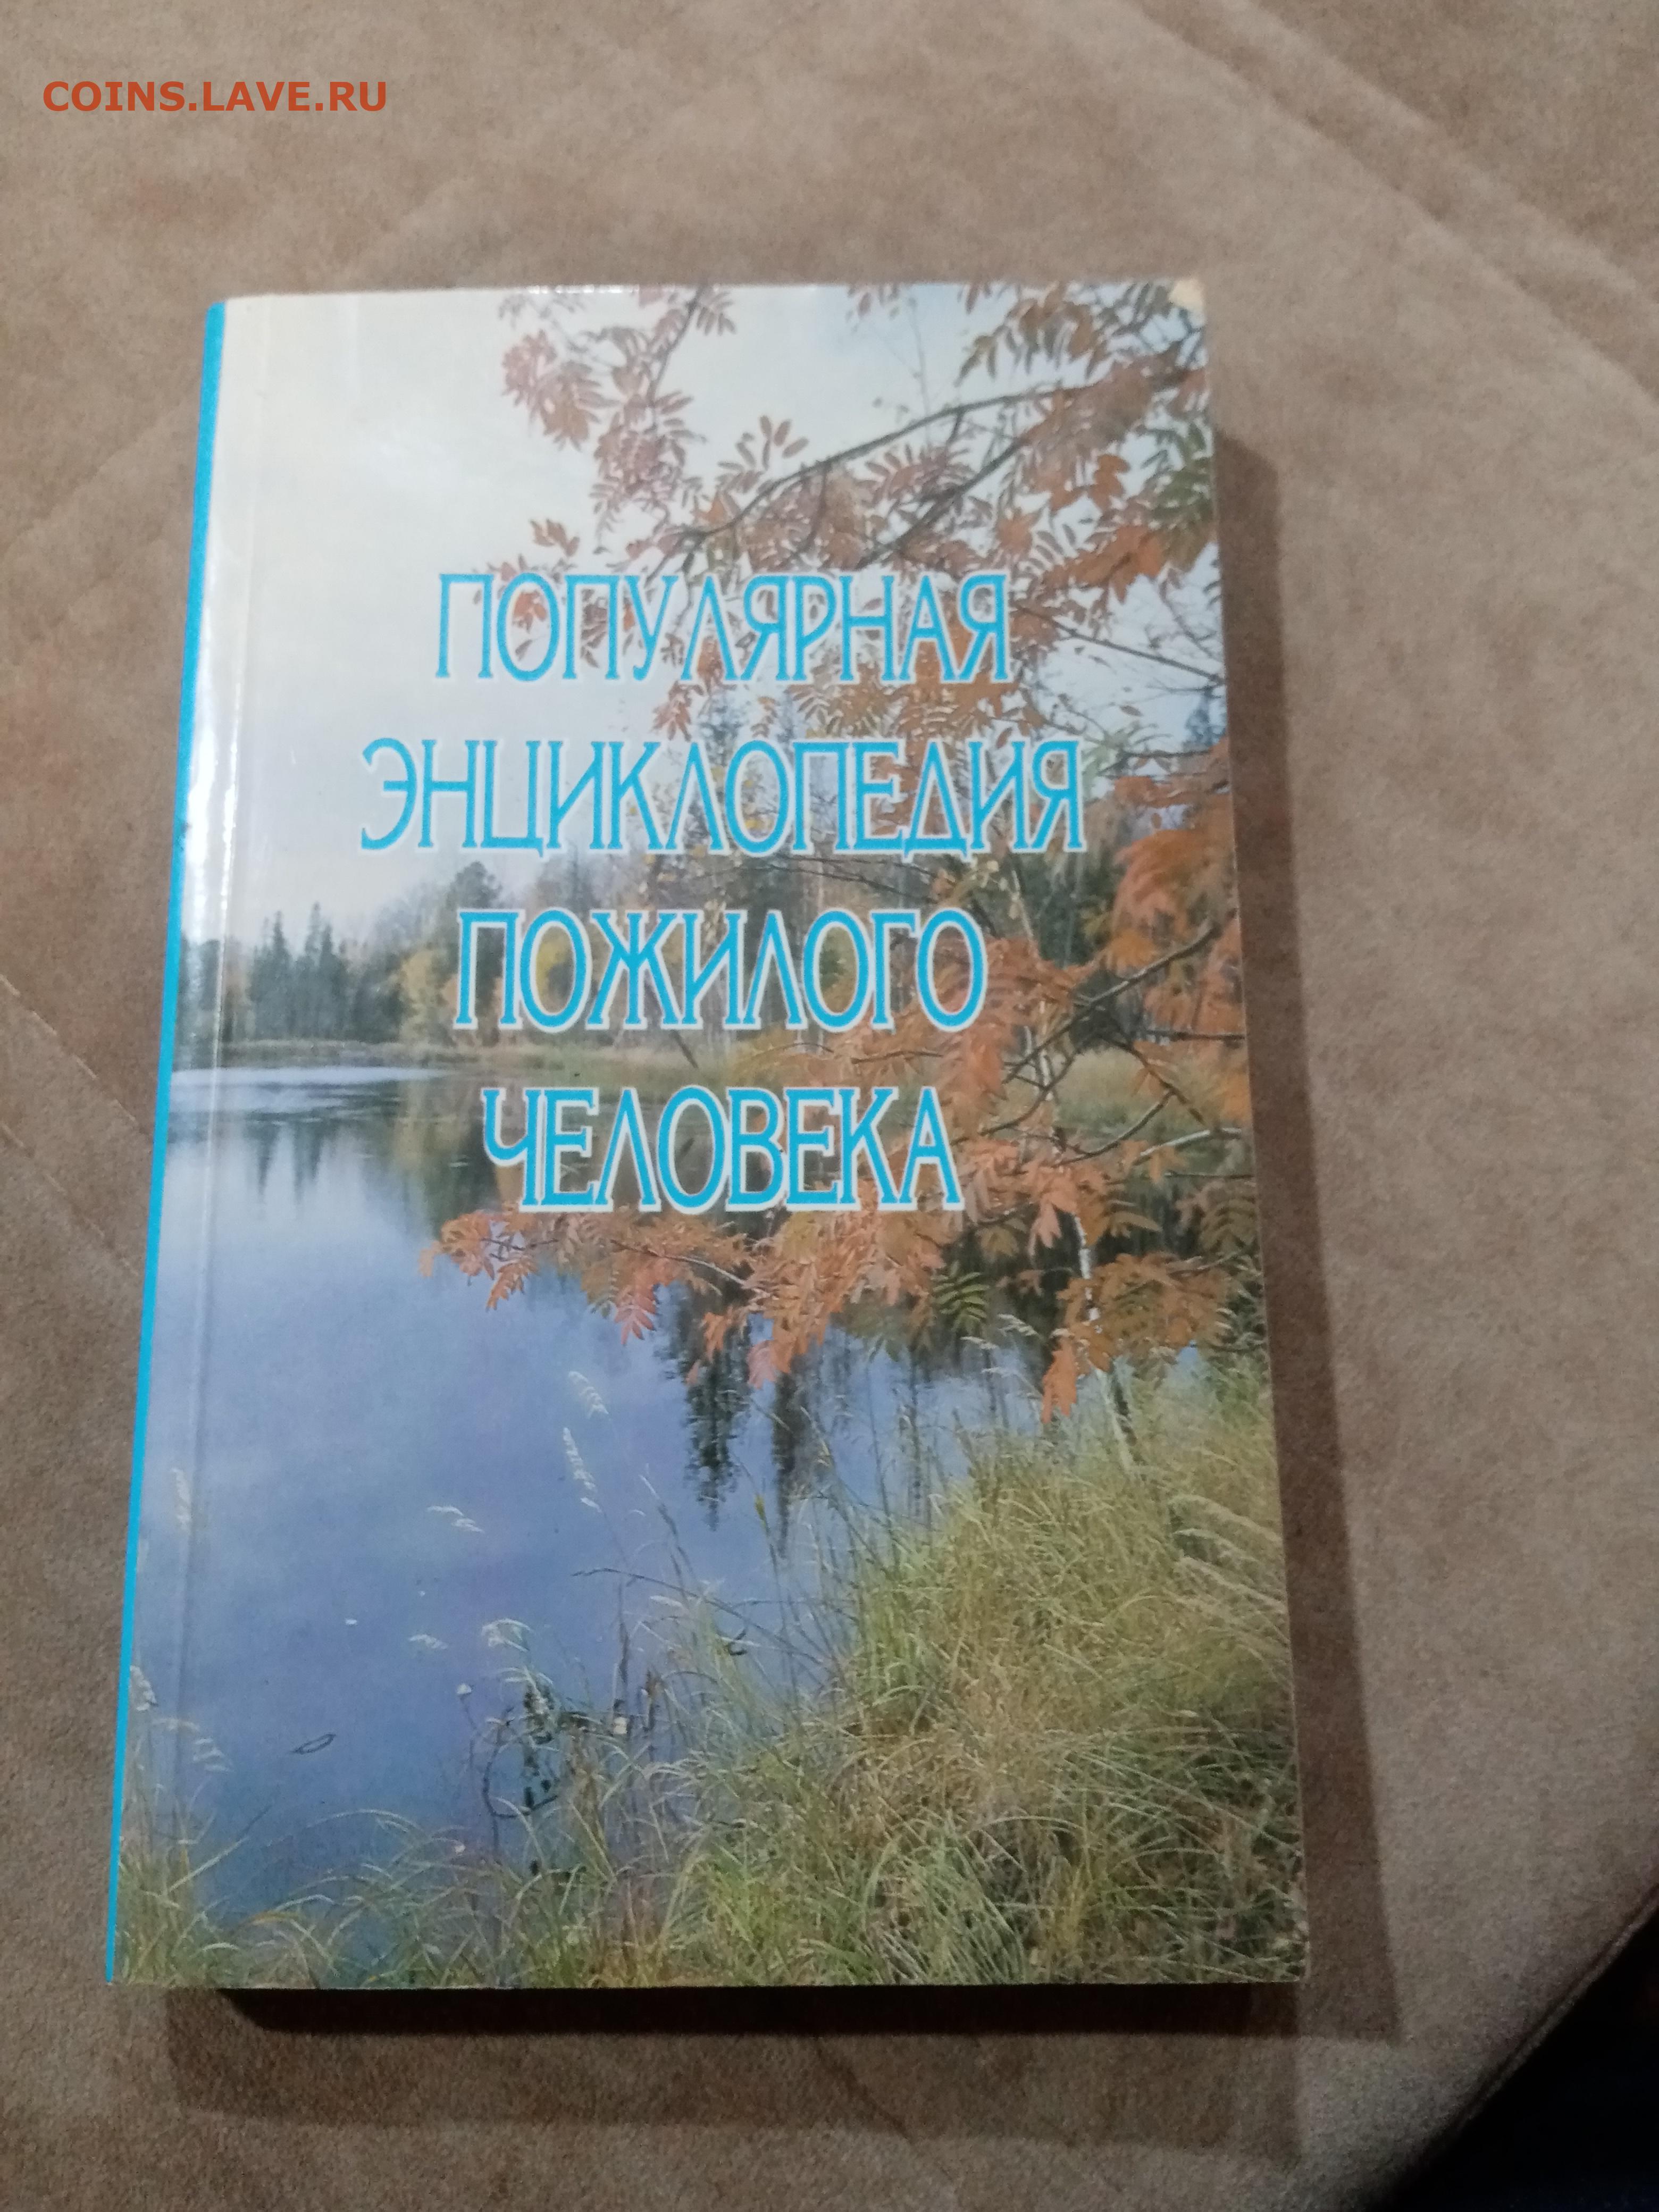 COINS.LAVE.RU
ПОПУЛЯРНАЯ
ЭНЦИКЛОПЕДИЯ
ПОЖИЛОГО
ЧЕЛОВЕКА